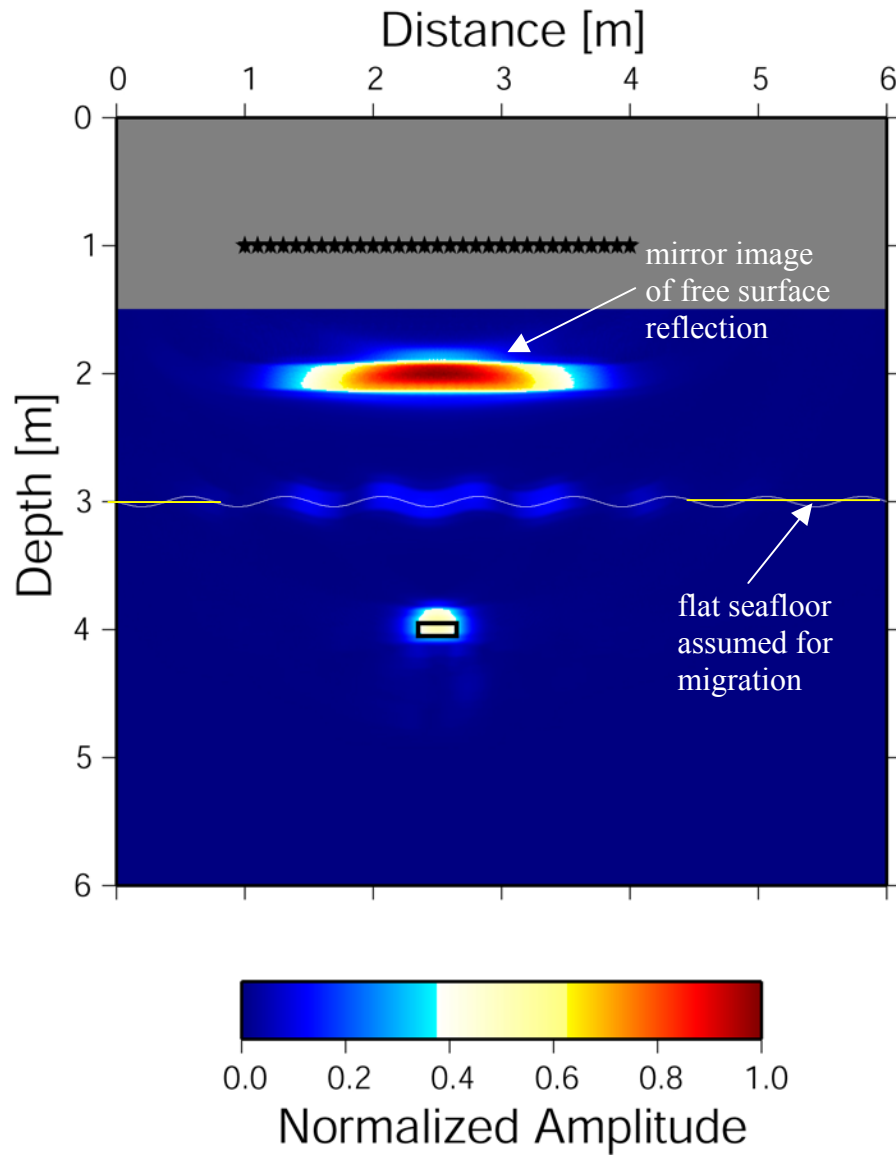 Distance [m]
0 1 2 3 4 5 6
0
1
mirror image
of free surface
reflection
2
Depth [m]
3
flat seafloor
assumed for
migration
4
5
6
0.0 0.2 0.4 0.6 0.8 1.0
Normalized Amplitude